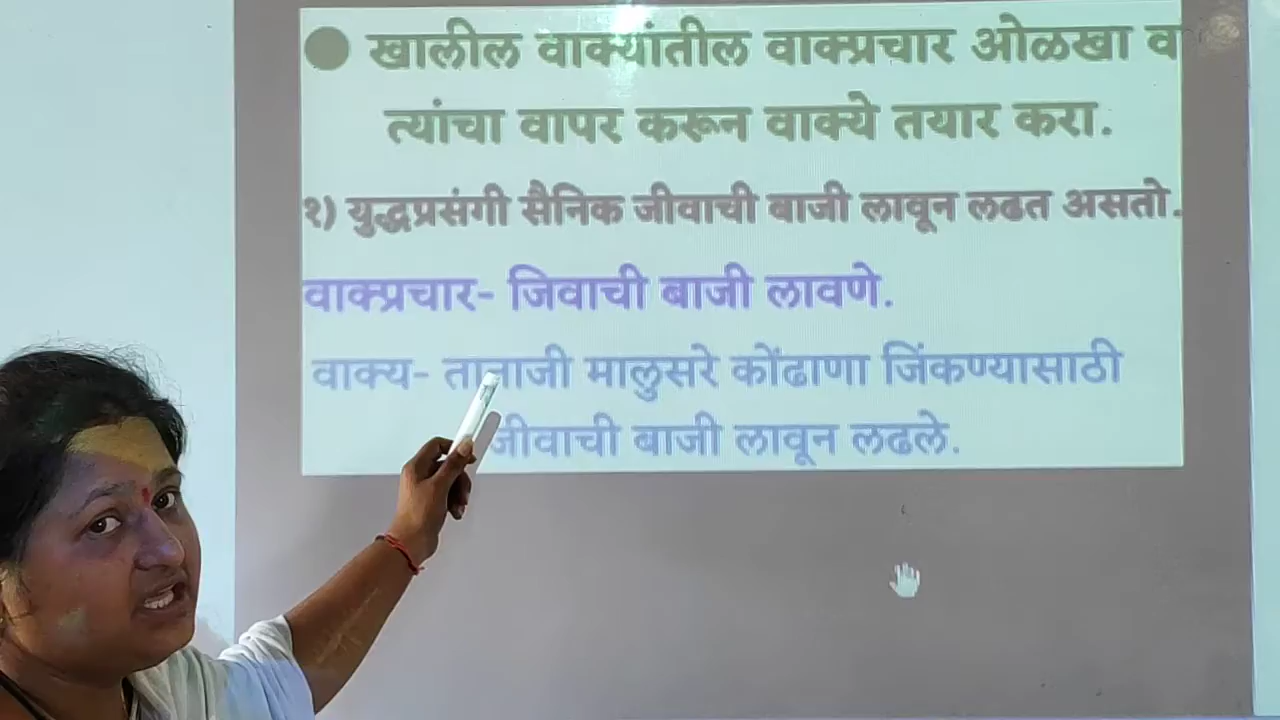 ● खालील वाक्यांतील वाक्प्रचार ओळखा व
त्यांचा वापर करून वाक्ये तयार करा.
१) युद्धप्रसंगी सैनिक जीवाची बाजी लावून लढत असतो.
वाक्प्रचार- जिवाची बाजी लावणे.
वाक्य- तानाजी मालुसरे कोंढाणा जिंकण्यासाठी
जीवाची बाजी लावून लढले.